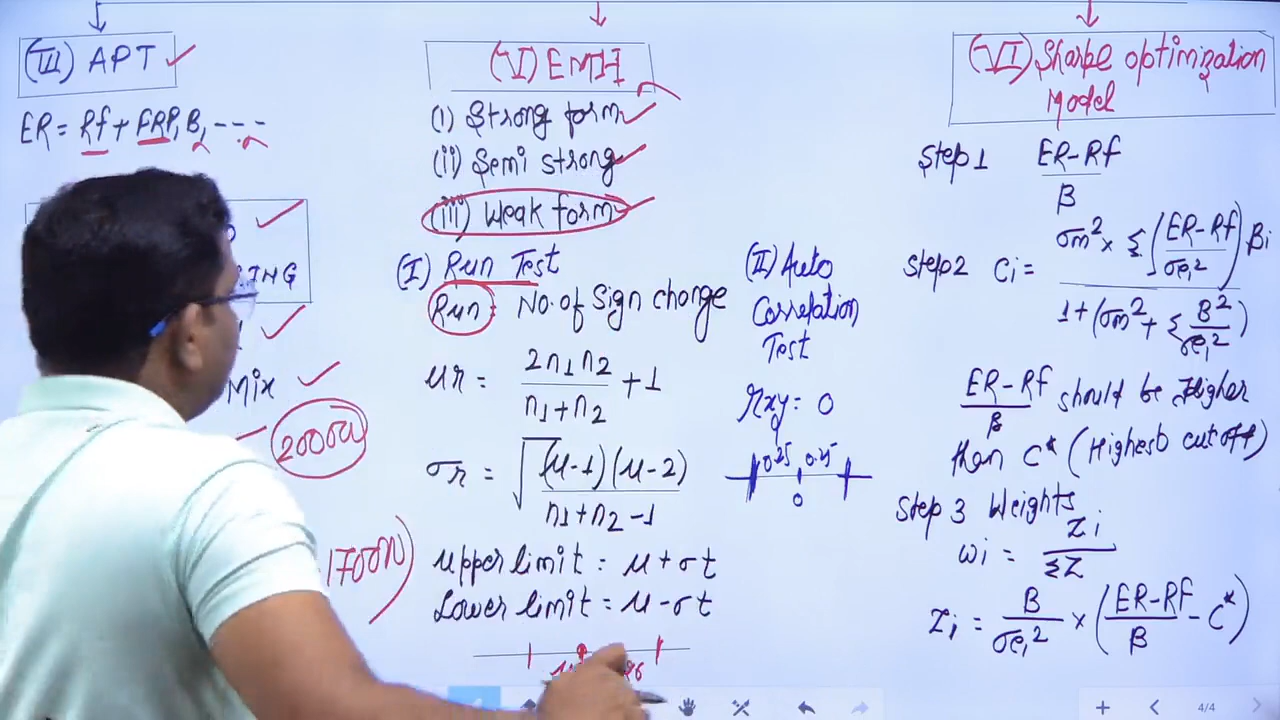 (III) APT
ER = Rf + FRP, B, ---
ING
Mix
2000
1700
(V) EMH
(i) Strong form
(ii) Semi strong
(iii) Weak form
(I) Run Test
Run: No. of Sign change
μr = 2n1n2 / n1+n2 + 1
σr = √(μ-1)(μ-2) / n1+n2-1
upper limit = μ + σt
Lower limit = μ - σt
(II) Auto
Correlation
Test
rxy = 0
0.25 0.25
0
(VI) Sharpe optimization
Model
Step 1 ER-Rf / β
Step 2 Ci = σm² × Σ(ER-Rf / σei²) βi / 1+(σm² + Σ β² / σei²)
ER-Rf / β should be Higher
than C* (Highest cut off)
Step 3 Weights
wi = Zi / ΣZ
Zi = β / σei² × (ER-Rf / β - C*)
4/4